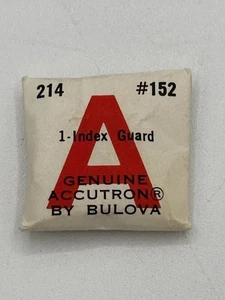 214 #152
A
1-Index Guard
GENUINE
ACCUTRON®
BY BULOVA